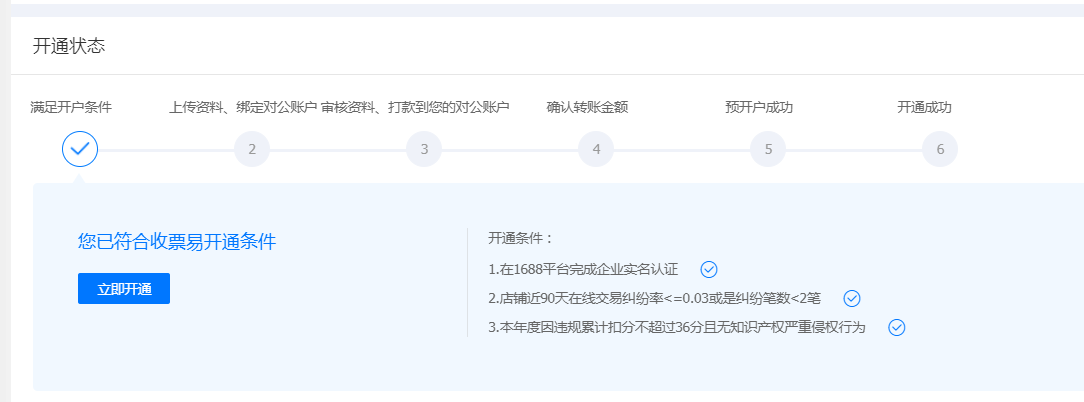 开通状态
满足开户条件
上传资料、绑定对公账户
审核资料、打款到您的对公账户
确认转账金额
预开户成功
开通成功
2
3
4
5
6
您已符合收票易开通条件
立即开通
开通条件：
1.在1688平台完成企业实名认证
2.店铺近90天在线交易纠纷率<=0.03或是纠纷笔数<2笔
3.本年度因违规累计扣分不超过36分且无知识产权严重侵权行为